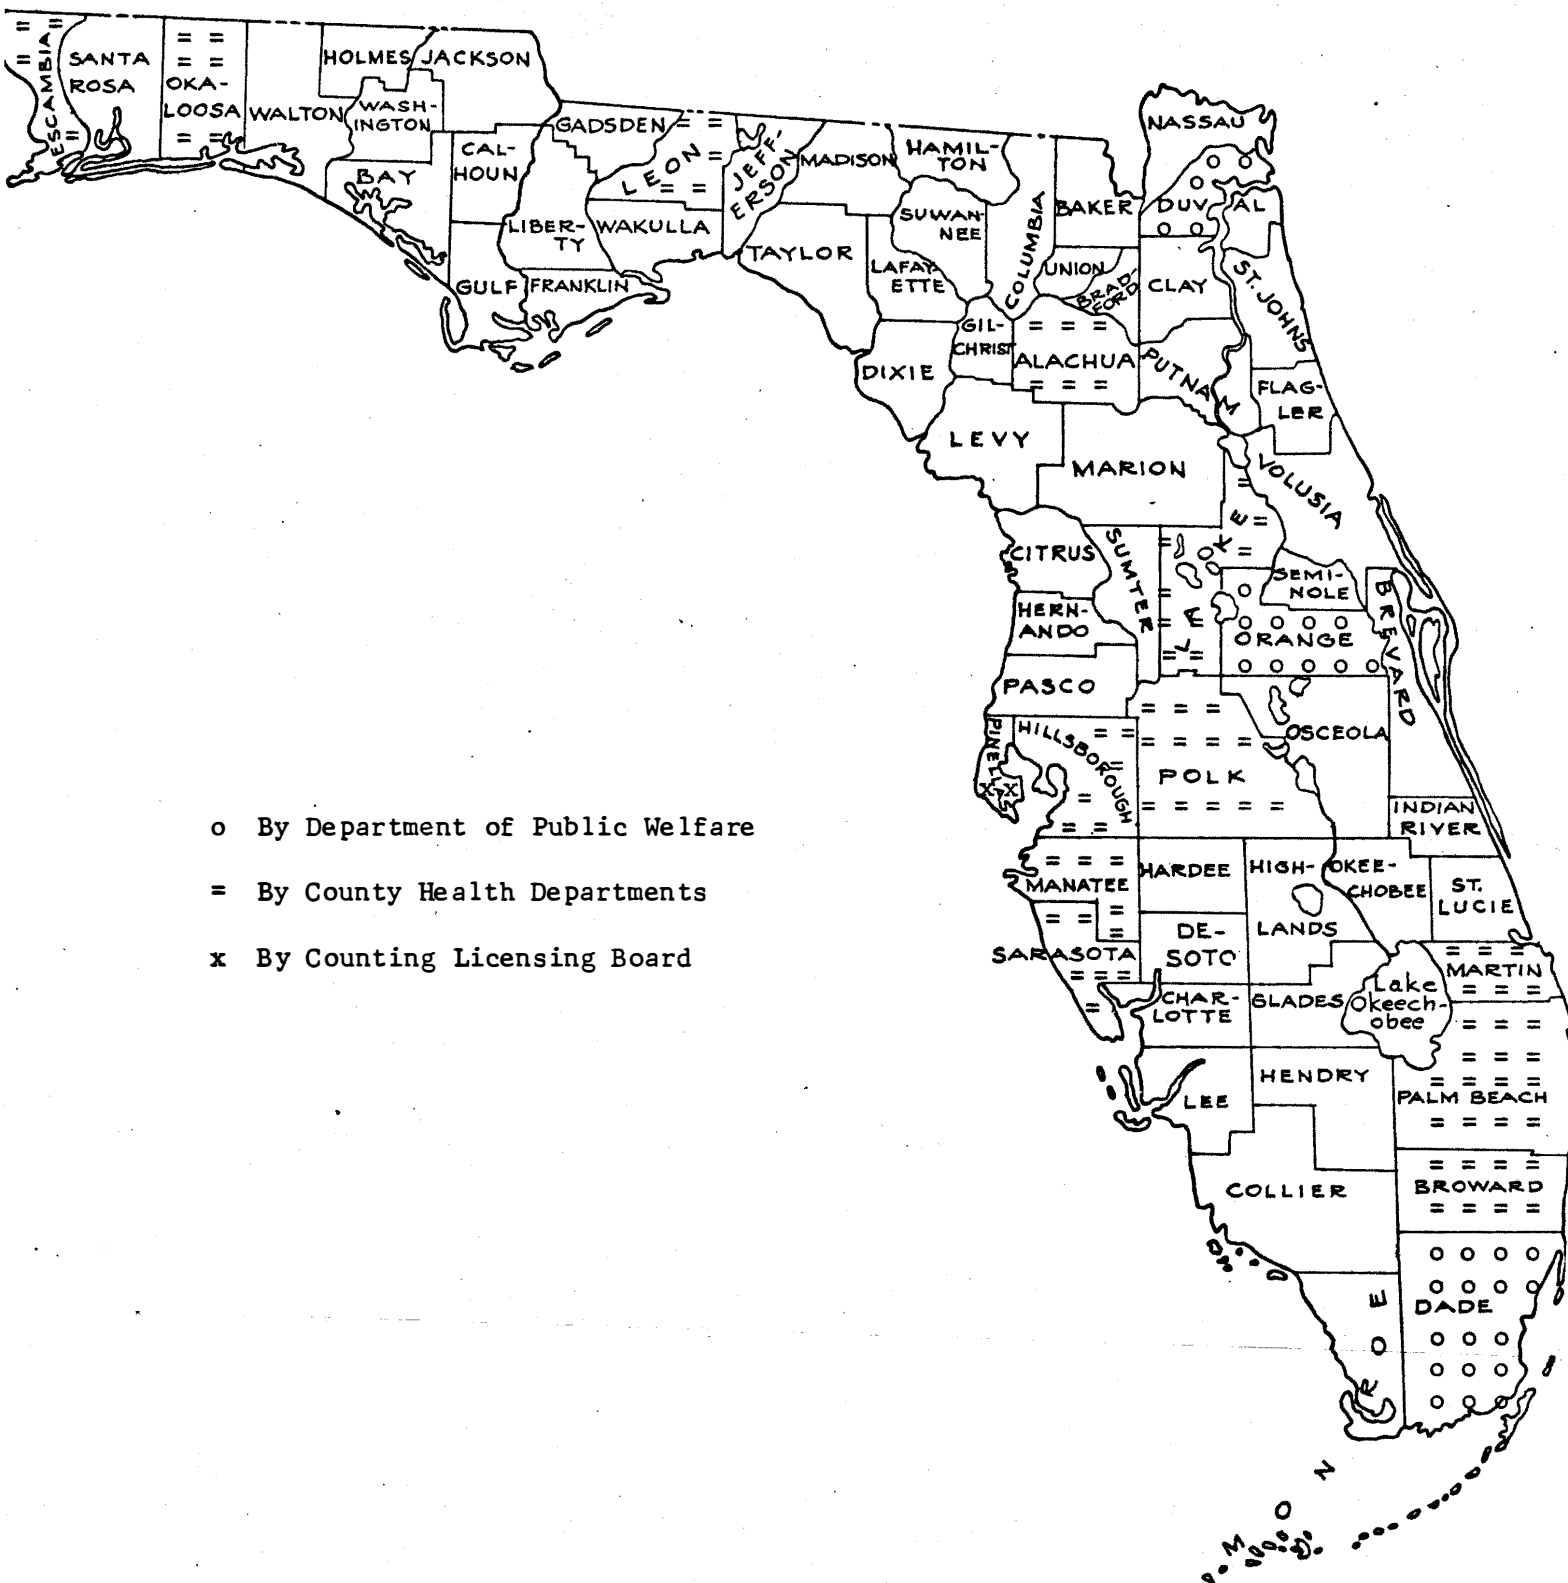 ESCAMBIA
SANTA
ROSA
OKA-
LOOSA
WALTON
HOLMES
JACKSON
WASH-
INGTON
BAY
CAL-
HOUN
GULF
GADSDEN
LIBER-
TY
FRANKLIN
LEON
WAKULLA
JEFF-
ERSON
MADISON
TAYLOR
HAMIL-
TON
SUWAN-
NEE
LAFAY-
ETTE
DIXIE
COLUMBIA
GIL-
CHRIST
BAKER
UNION
BRAD-
FORD
NASSAU
DUVAL
CLAY
ST. JOHNS
ALACHUA
PUTNAM
FLAG-
LER
LEVY
MARION
VOLUSIA
CITRUS
SUMTER
LAKE
HERN-
ANDO
SEMI-
NOLE
ORANGE
BREVARD
PASCO
PINELL
HILLSBOROUGH
POLK
OSCEOLA
INDIAN
RIVER
MANATEE
HARDEE
HIGH-
LANDS
OKEE-
CHOBEE
ST.
LUCIE
SARASOTA
DE-
SOTO
MARTIN
CHAR-
LOTTE
GLADES
Lake
Okeech-
obee
LEE
HENDRY
PALM BEACH
COLLIER
BROWARD
DADE
MONROE
o By Department of Public Welfare
= By County Health Departments
x By Counting Licensing Board